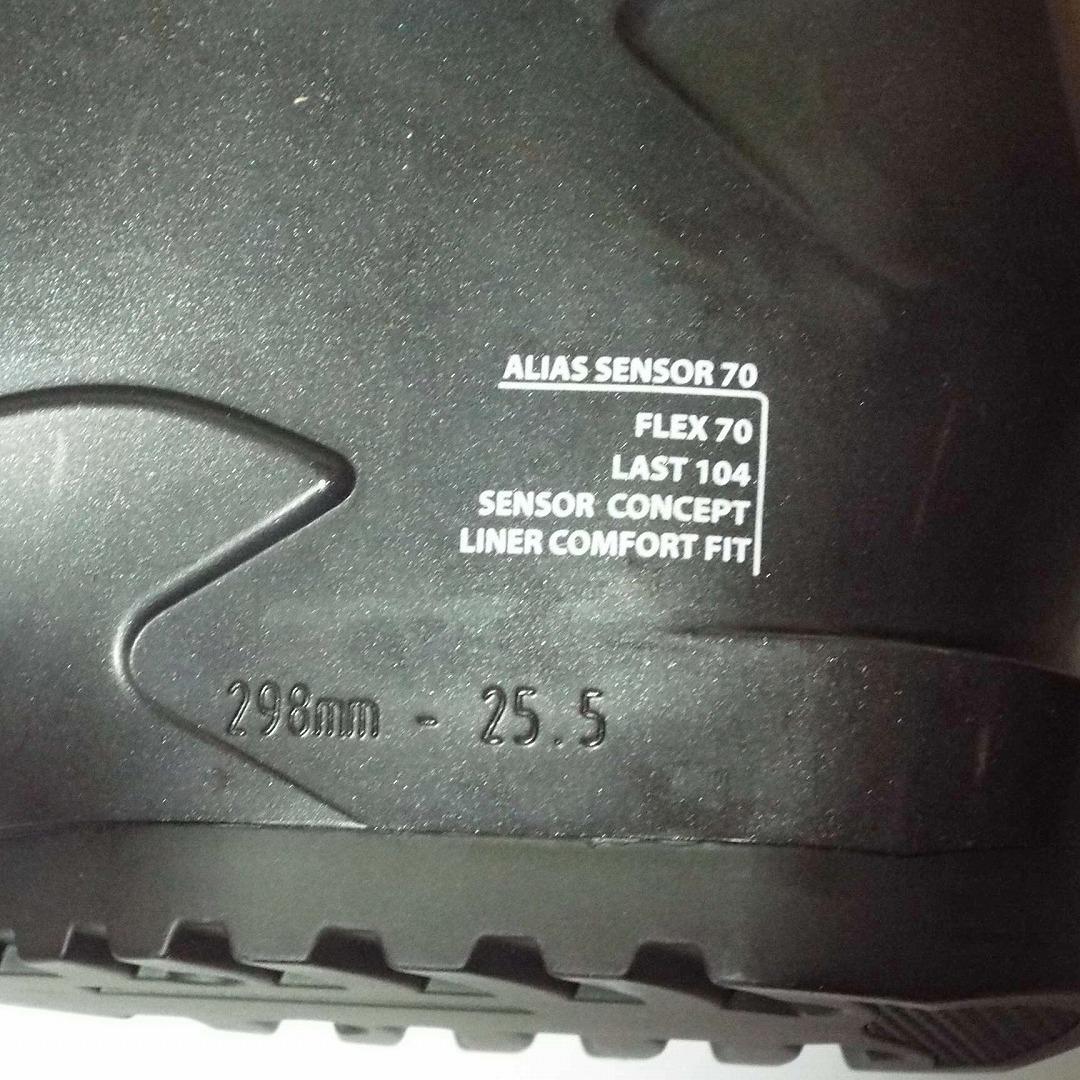 ALIAS SENSOR 70
FLEX 70
LAST 104
SENSOR CONCEPT
LINER COMFORT FIT
298mm - 25.5